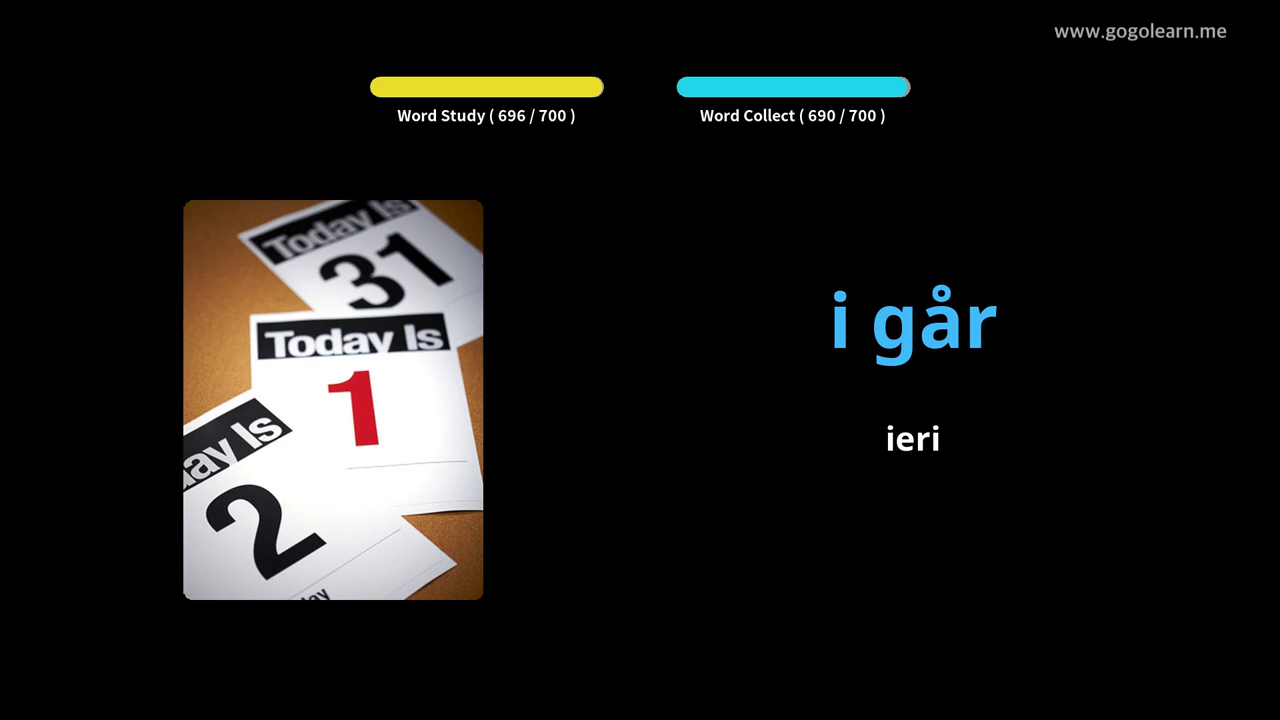 www.gogolearn.me
Word Study ( 696 / 700 )
Word Collect ( 690 / 700 )
Today Is
31
Today Is
1
ay Is
2
ay
i går
ieri